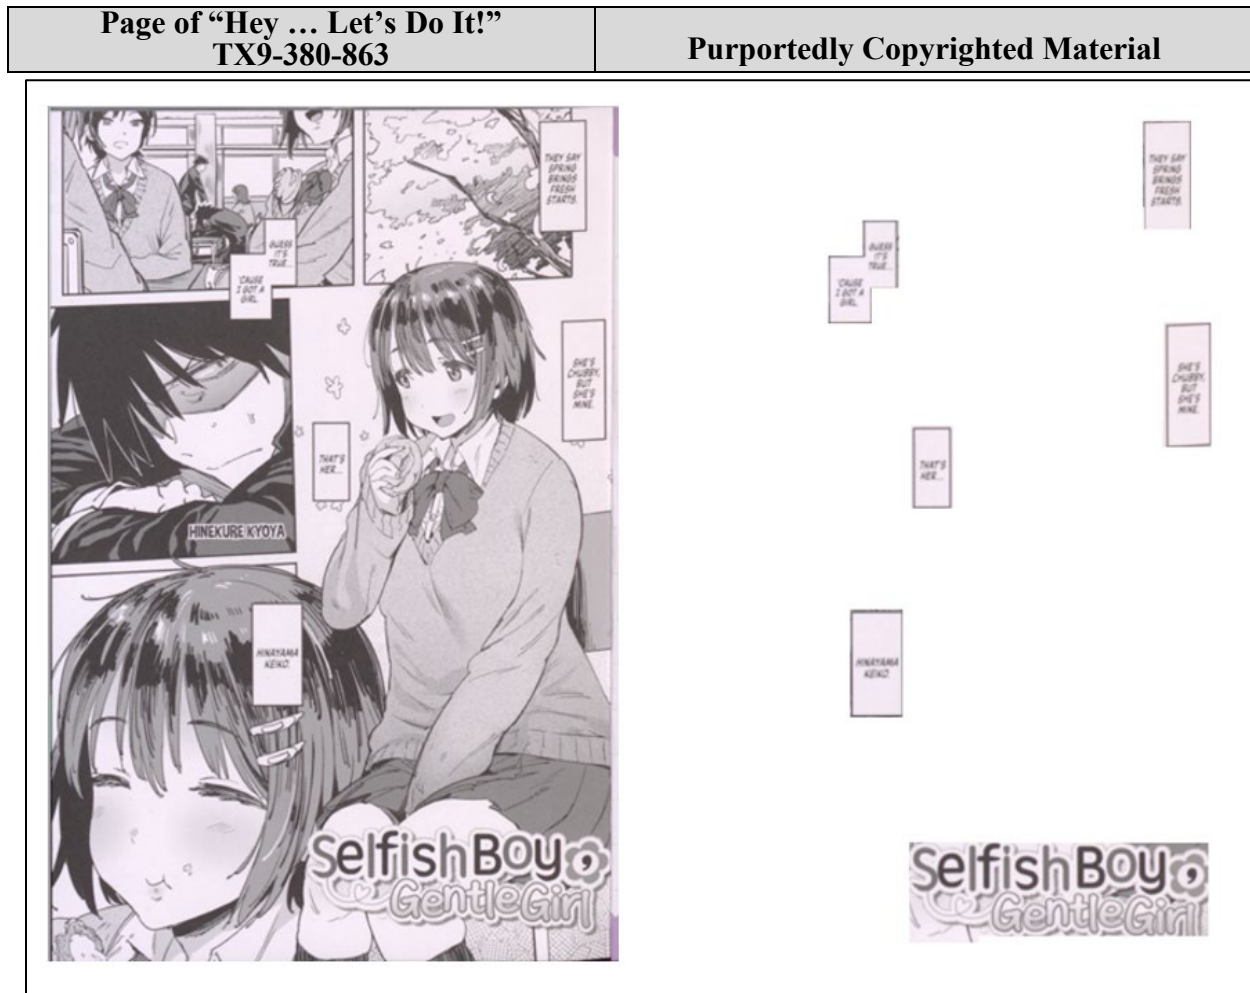 Page of “Hey … Let’s Do It!”
TX9-380-863
Purportedly Copyrighted Material
THEY SAY
SPRING
BRINGS
FRESH
STARTS.
GUESS
IT'S
TRUE...
'CAUSE
I GOT A
GIRL.
SHE'S
CHUBBY,
BUT
SHE'S
MINE.
THAT'S
HER...
HINEKURE KYOYA
HINAYAMA
KEIKO.
Selfish Boy,
Gentle Girl
THEY SAY
SPRING
BRINGS
FRESH
STARTS.
GUESS
IT'S
TRUE...
'CAUSE
I GOT A
GIRL.
SHE'S
CHUBBY,
BUT
SHE'S
MINE.
THAT'S
HER...
HINAYAMA
KEIKO.
Selfish Boy,
Gentle Girl